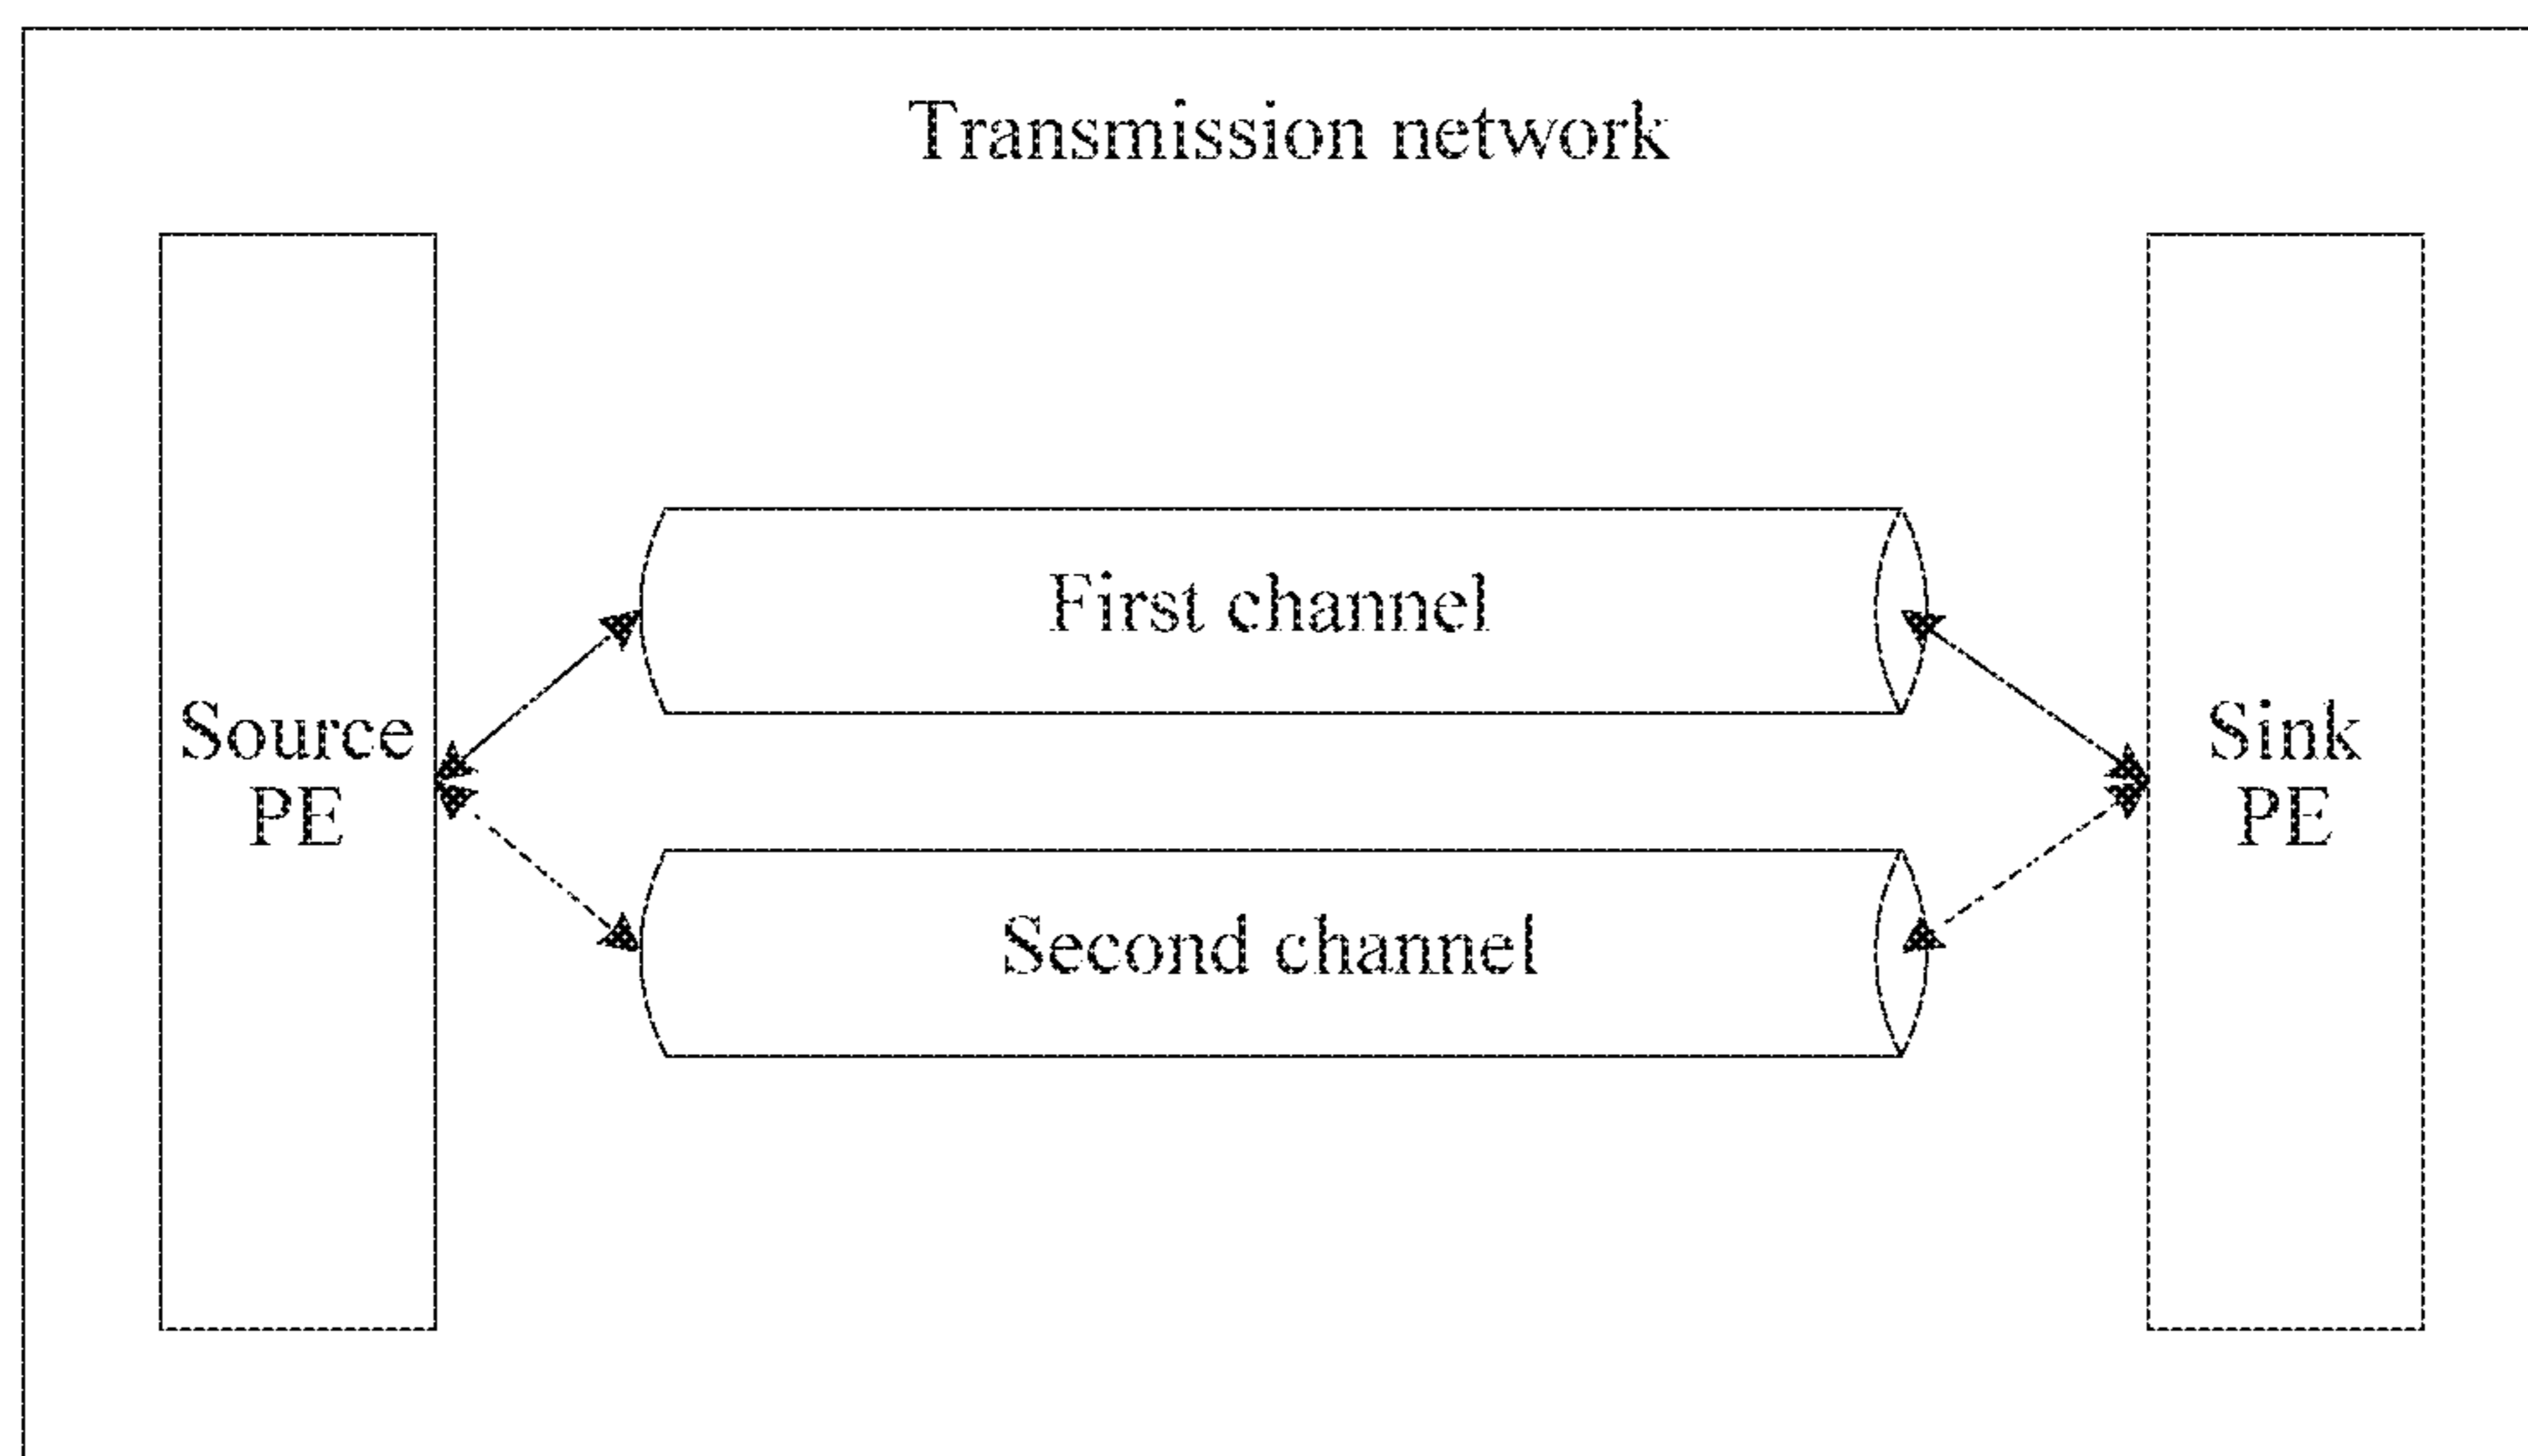 Transmission network
First channel
Source
PE
Sink
PE
Second channel